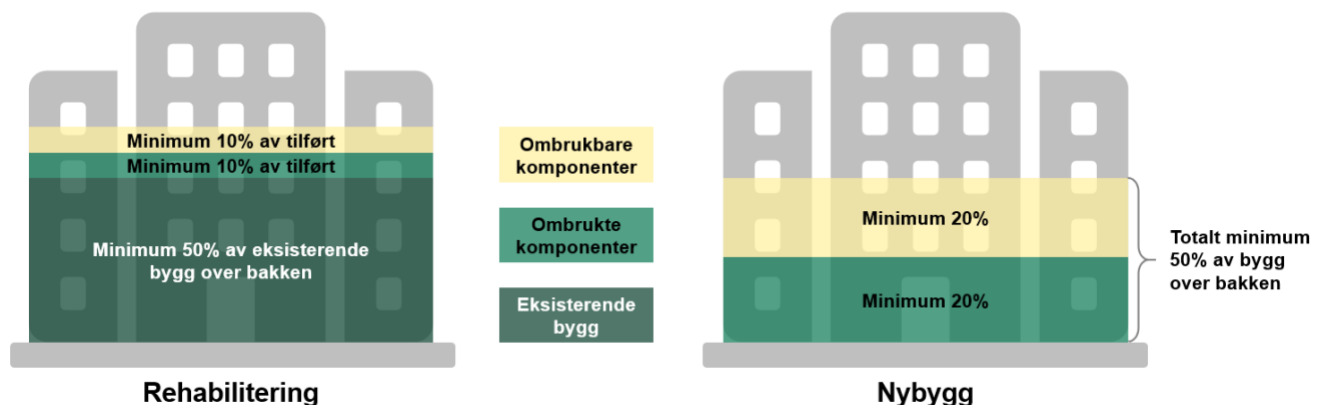 Minimum 10% av tilført
Minimum 10% av tilført
Minimum 50% av eksisterende
bygg over bakken
Rehabilitering
Ombrukbare
komponenter
Ombrukte
komponenter
Eksisterende
bygg
Minimum 20%
Minimum 20%
Totalt minimum
50% av bygg
over bakken
Nybygg